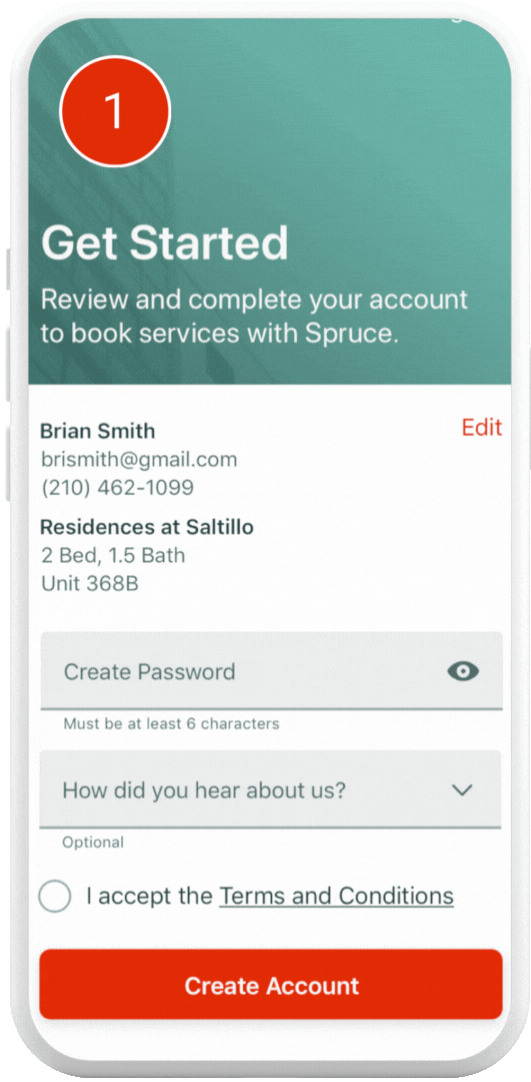 1
Get Started
Review and complete your account
to book services with Spruce.
Brian Smith
Edit
brismith@gmail.com
(210) 462-1099
Residences at Saltillo
2 Bed, 1.5 Bath
Unit 368B
Create Password
Must be at least 6 characters
How did you hear about us?
Optional
I accept the Terms and Conditions
Create Account